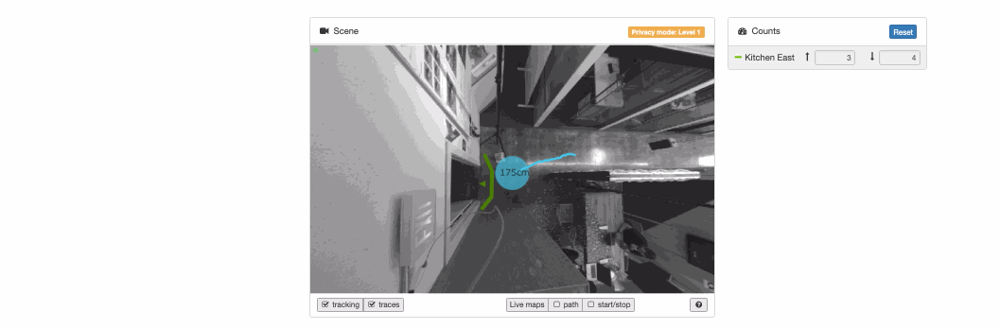 Scene
Privacy mode: Level 1
Counts
Reset
Kitchen East 3 4
175cm
tracking
traces
Live maps
path
start/stop